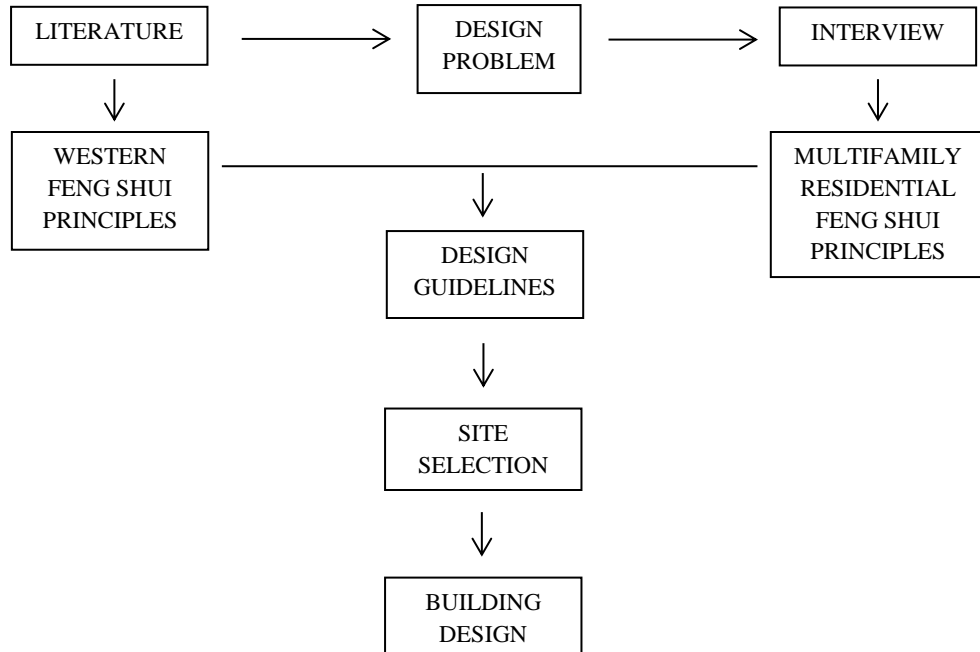 LITERATURE
DESIGN
PROBLEM
INTERVIEW
WESTERN
FENG SHUI
PRINCIPLES
MULTIFAMILY
RESIDENTIAL
FENG SHUI
PRINCIPLES
DESIGN
GUIDELINES
SITE
SELECTION
BUILDING
DESIGN